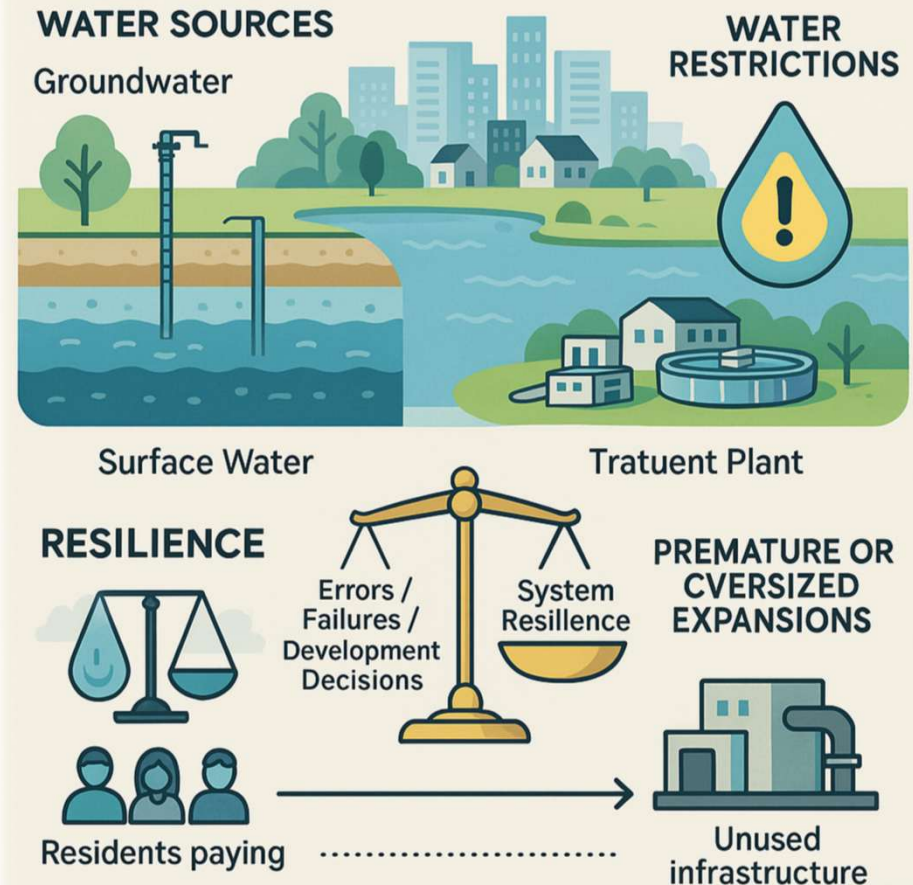 WATER SOURCES
Groundwater
WATER
RESTRICTIONS
!
Surface Water
Tratuent Plant
RESILIENCE
Errors /
Failures /
Development
Decisions
System
Resillence
PREMATURE OR
CVERSIZED
EXPANSIONS
Residents paying
Unused
infrastructure